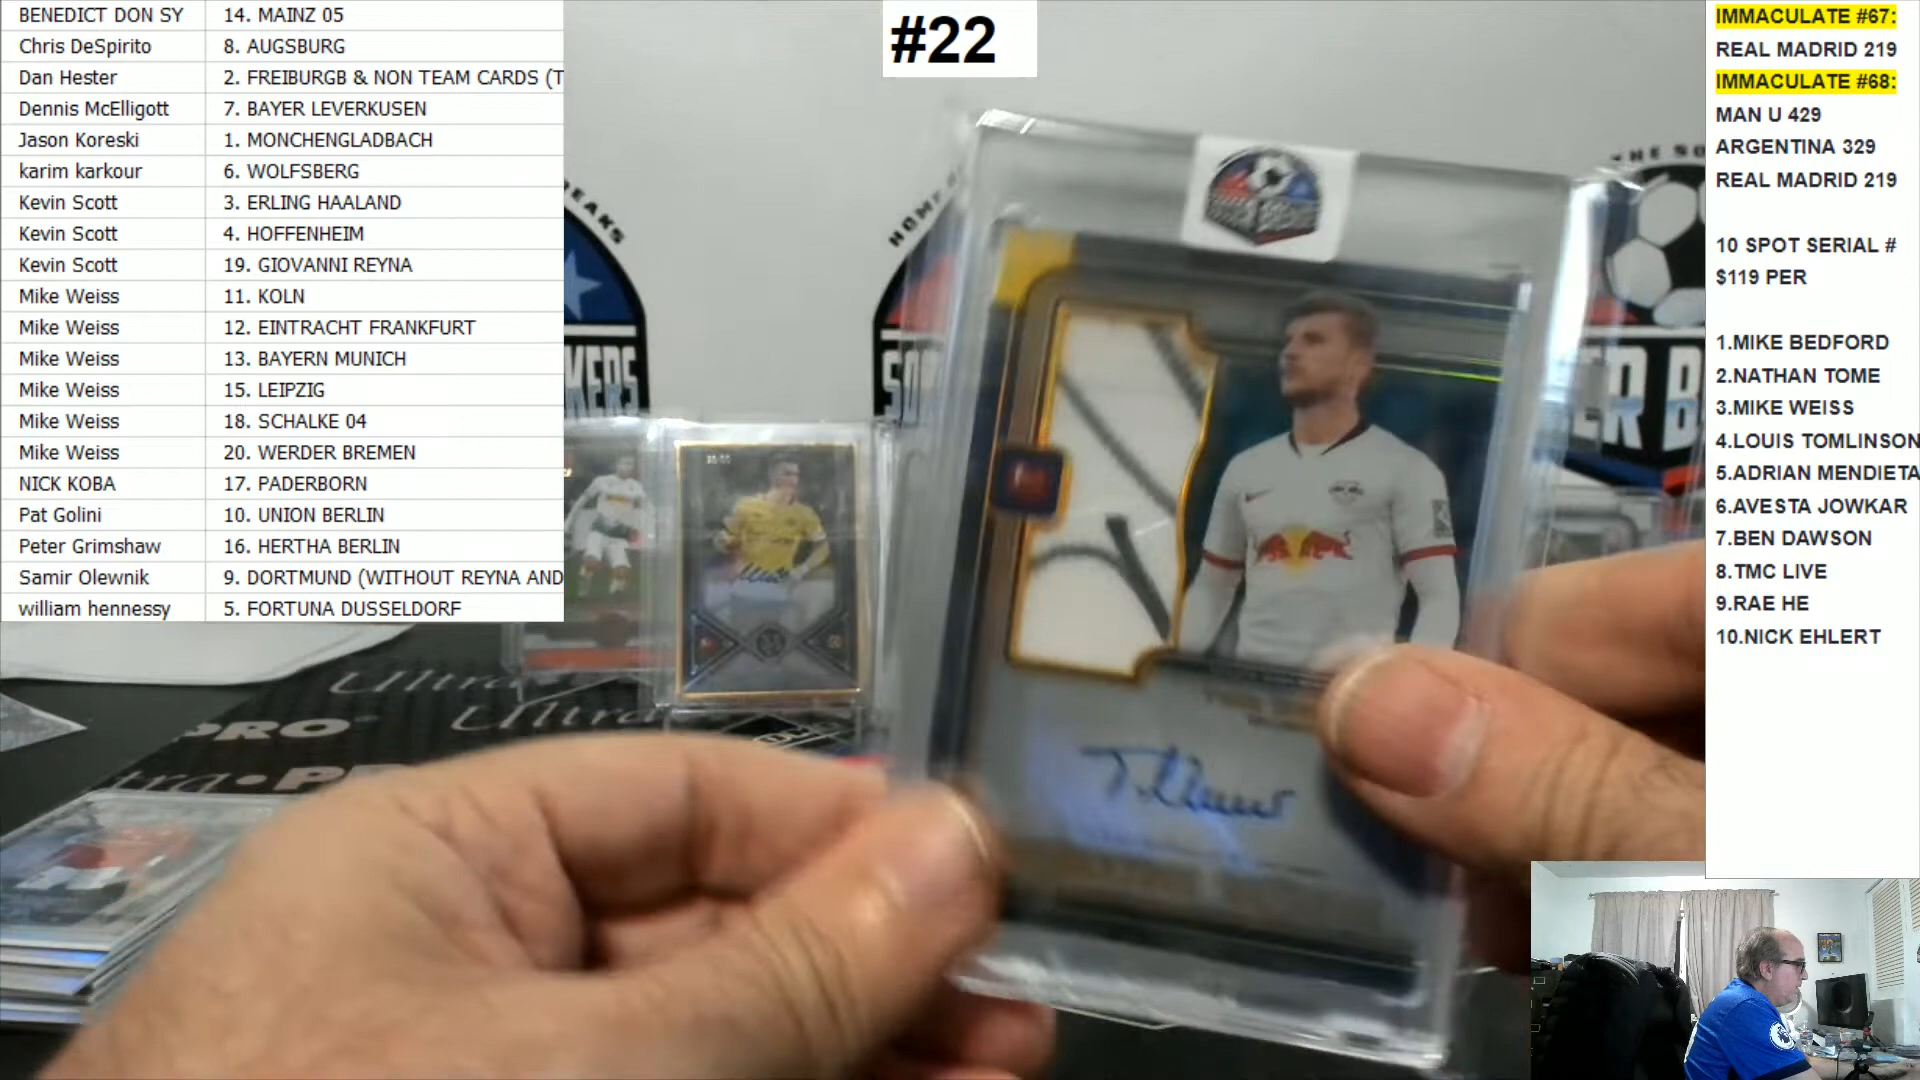 BENEDICT DON SY 14. MAINZ 05
Chris DeSpirito 8. AUGSBURG
Dan Hester 2. FREIBURGB & NON TEAM CARDS (T
Dennis McElligott 7. BAYER LEVERKUSEN
Jason Koreski 1. MONCHENGLADBACH
karim karkour 6. WOLFSBERG
Kevin Scott 3. ERLING HAALAND
Kevin Scott 4. HOFFENHEIM
Kevin Scott 19. GIOVANNI REYNA
Mike Weiss 11. KOLN
Mike Weiss 12. EINTRACHT FRANKFURT
Mike Weiss 13. BAYERN MUNICH
Mike Weiss 15. LEIPZIG
Mike Weiss 18. SCHALKE 04
Mike Weiss 20. WERDER BREMEN
NICK KOBA 17. PADERBORN
Pat Golini 10. UNION BERLIN
Peter Grimshaw 16. HERTHA BERLIN
Samir Olewnik 9. DORTMUND (WITHOUT REYNA AND
william hennessy 5. FORTUNA DUSSELDORF
#22
IMMACULATE #67:
REAL MADRID 219
IMMACULATE #68:
MAN U 429
ARGENTINA 329
REAL MADRID 219
10 SPOT SERIAL #
$119 PER
1.MIKE BEDFORD
2.NATHAN TOME
3.MIKE WEISS
4.LOUIS TOMLINSON
5.ADRIAN MENDIETA
6.AVESTA JOWKAR
7.BEN DAWSON
8.TMC LIVE
9.RAE HE
10.NICK EHLERT
Ultra
PRO
Ultra